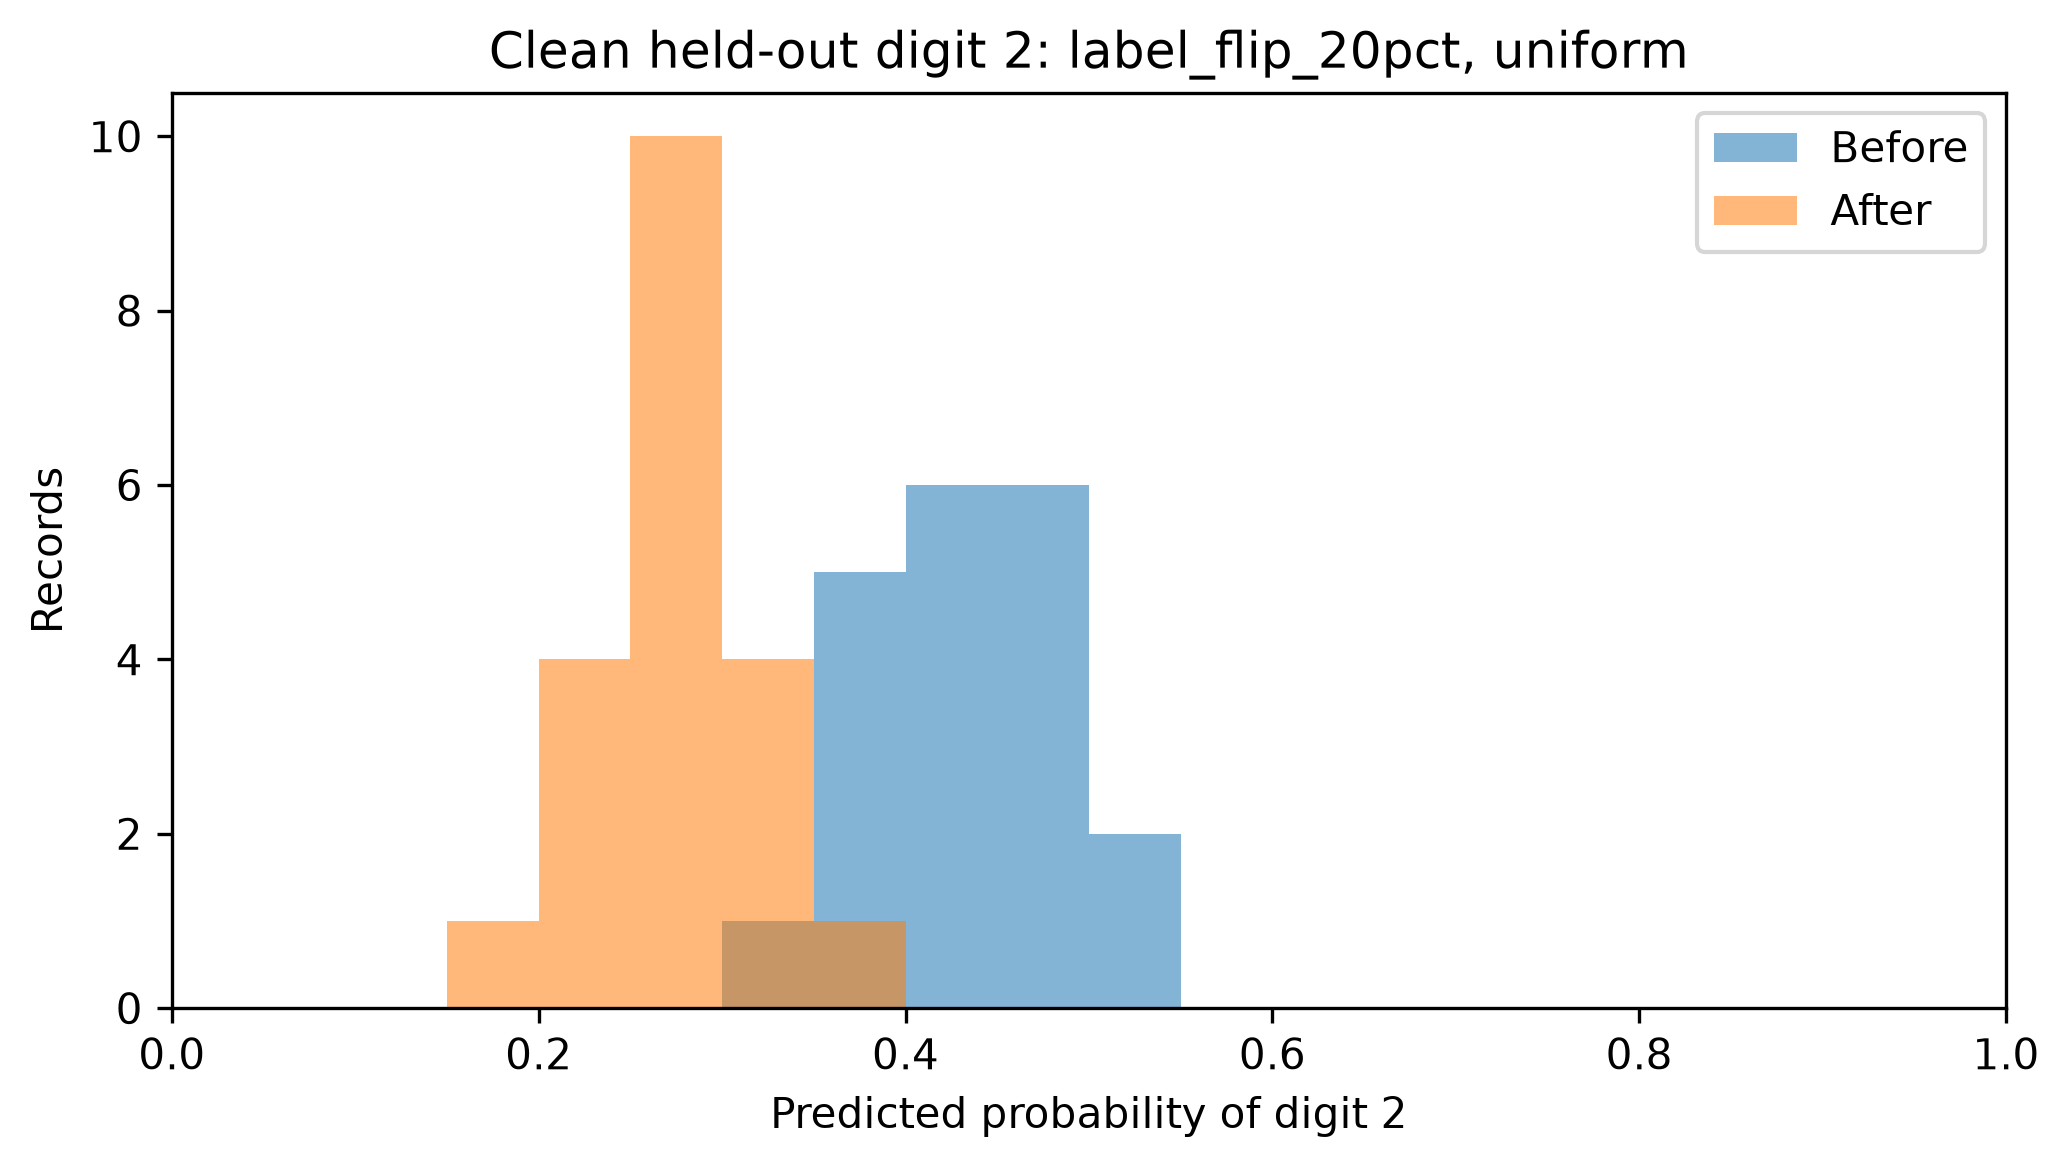 Clean held-out digit 2: label_flip_20pct, uniform
Before
After
10
8
6
4
2
0
Records
0.0 0.2 0.4 0.6 0.8 1.0
Predicted probability of digit 2